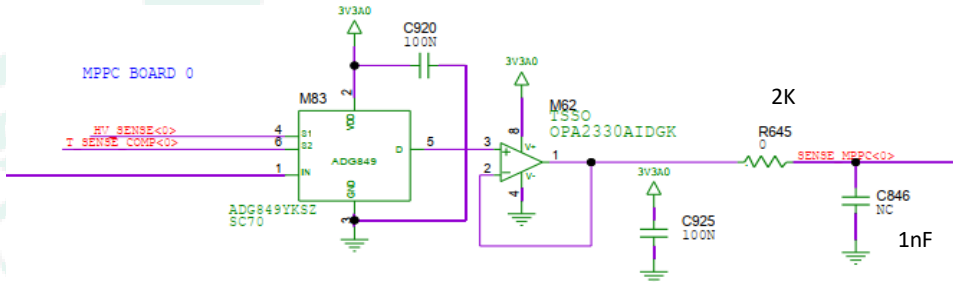 3V3A0
C920
100N
MPPC BOARD 0
M83
2
VDD
HV_SENSE<0>
4
S1
T_SENSE_COMP<0>
6
S2
ADG849
D
5
1
IN
GND
3
ADG849YKSZ
SC70
3V3A0
M62
TSSO
OPA2330AIDGK
8
V+
3
2
1
V-
4
2K
R645
0
SENSE_MPPC<0>
3V3A0
C925
100N
C846
NC
1nF